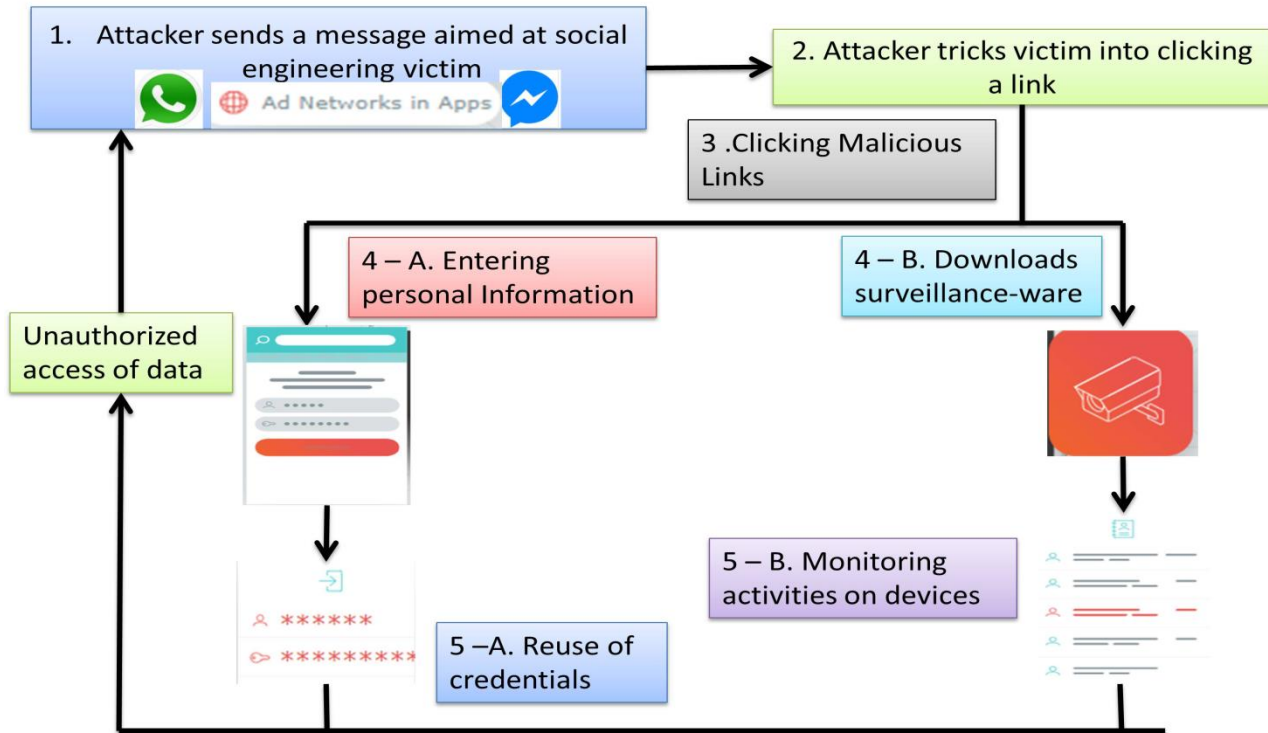 1. Attacker sends a message aimed at social
engineering victim
Ad Networks in Apps
2. Attacker tricks victim into clicking
a link
3 .Clicking Malicious
Links
4 – A. Entering
personal Information
4 – B. Downloads
surveillance-ware
Unauthorized
access of data
5 – B. Monitoring
activities on devices
******
*********
5 –A. Reuse of
credentials